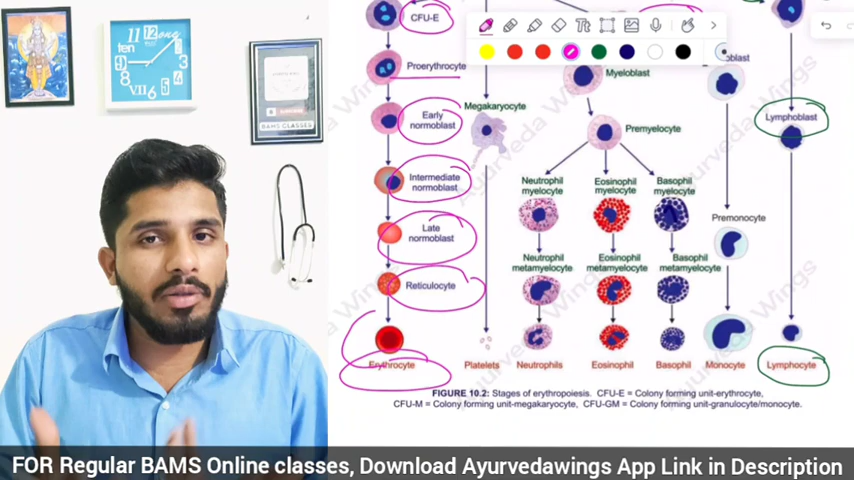 CFU-E
Proerythrocyte
Early
normoblast
Intermediate
normoblast
Late
normoblast
Reticulocyte
Erythrocyte
Megakaryocyte
Platelets
Myeloblast
Premyelocyte
Neutrophil
myelocyte
Eosinophil
myelocyte
Basophil
myelocyte
Neutrophil
metamyelocyte
Eosinophil
metamyelocyte
Basophil
metamyelocyte
Neutrophils
Eosinophil
Basophil
Premonocyte
Monocyte
Lymphoblast
Lymphocyte
FIGURE 10.2: Stages of erythropoiesis. CFU-E = Colony forming unit-erythrocyte,
CFU-M = Colony forming unit-megakaryocyte, CFU-GM = Colony forming unit-granulocyte/monocyte.
Ayurveda Wings
BAMS CLASSES
FOR Regular BAMS Online classes, Download Ayurvedawings App Link in Description